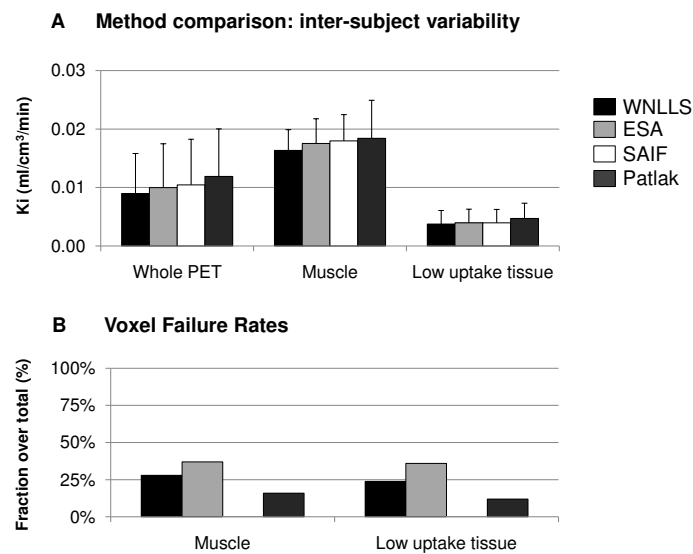 A Method comparison: inter-subject variability
Ki (ml/cm³/min)
0.03
0.02
0.01
0.00
Whole PET Muscle Low uptake tissue
WNLLS
ESA
SAIF
Patlak
B Voxel Failure Rates
Fraction over total (%)
100%
75%
50%
25%
0%
Muscle Low uptake tissue